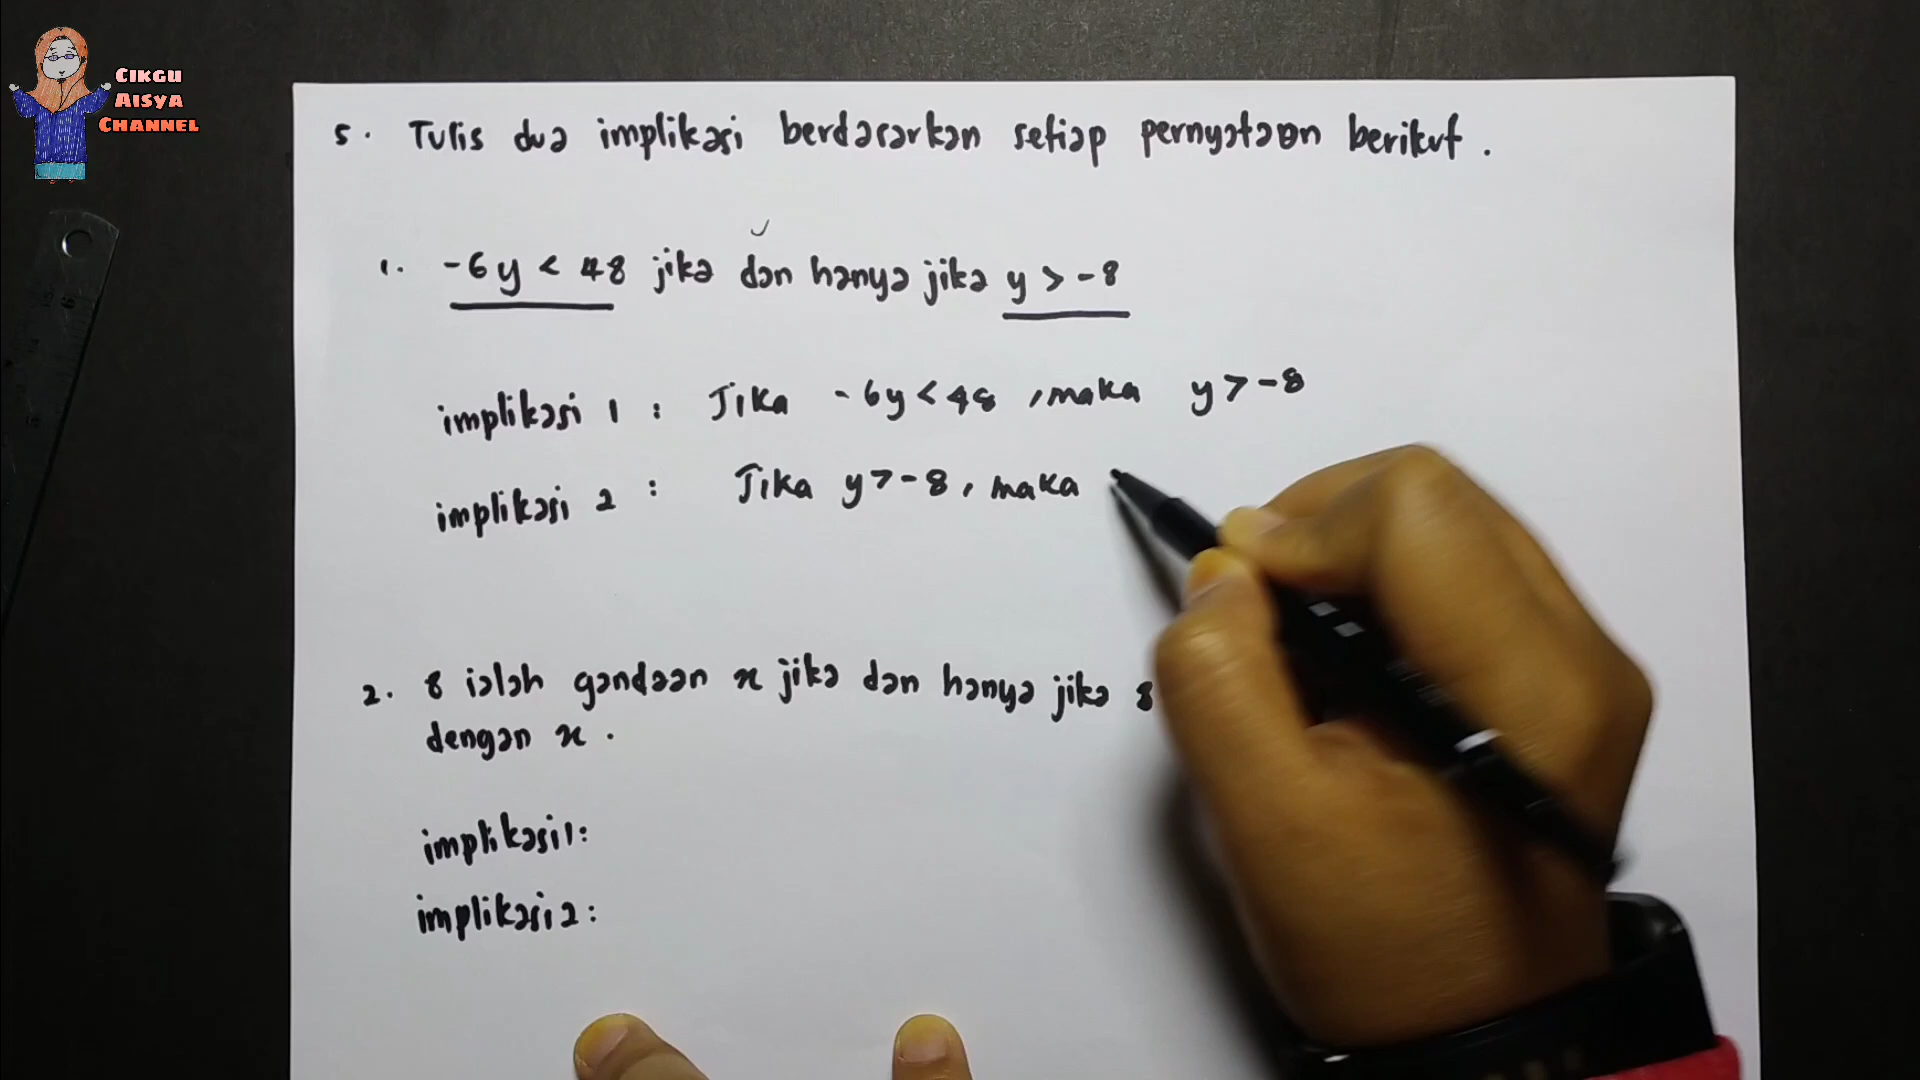 Cikgu
Aisya
Channel
5. Tulis dua implikasi berdasarkan setiap pernyataan berikut.
1. -6y < 48 jika dan hanya jika y > -8
implikasi 1 : Jika -6y < 48 , maka y > -8
implikasi 2 : Jika y > -8 , maka
2. 8 ialah gandaan x jika dan hanya jika 8
dengan x .
implikasi 1:
implikasi 2: